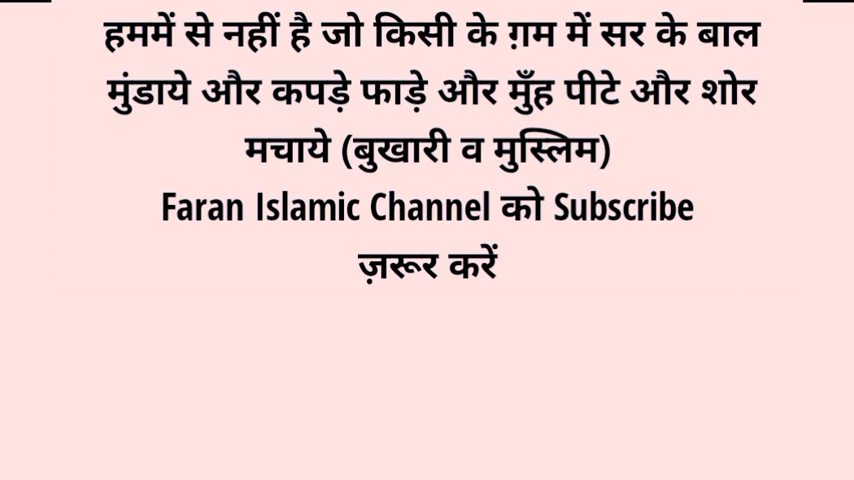 हममें से नहीं है जो किसी के ग़म में सर के बाल
मुंडाये और कपड़े फाड़े और मुँह पीटे और शोर
मचाये (बुखारी व मुस्लिम)
Faran Islamic Channel को Subscribe
ज़रूर करें